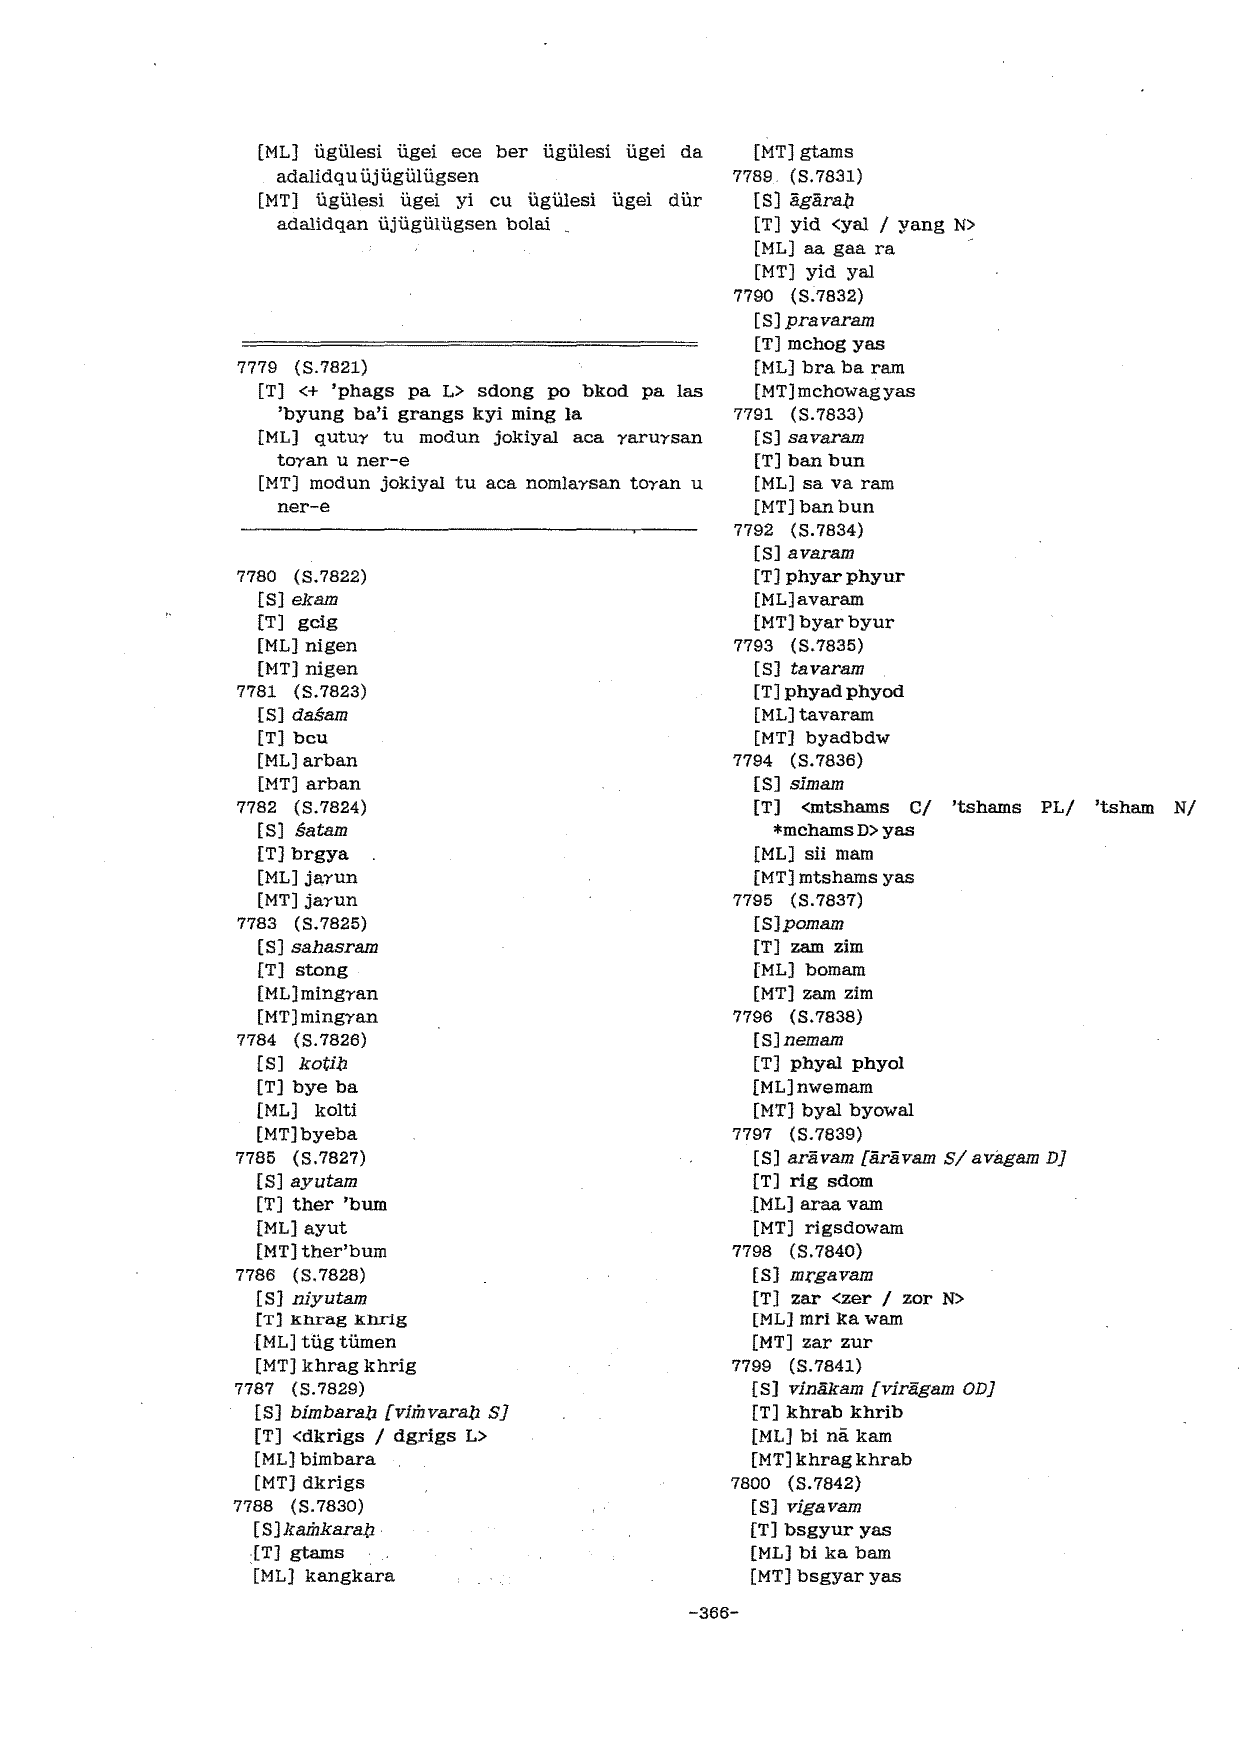 [ML] ügülesi ügei ece ber ügülesi ügei da
adalidqu üjügülügsen
[MT] ügülesi ügei yi cu ügülesi ügei dür
adalidqan üjügülügsen bolai
7779 (S.7821)
[T] <+ 'phags pa L> sdong po bkod pa las
'byung ba'i grangs kyi ming la
[ML] qutuγ tu modun jokiyal aca γaruγsan
toγan u ner-e
[MT] modun jokiyal tu aca nomlaγsan toγan u
ner-e
7780 (S.7822)
[S] ekam
[T] gcig
[ML] nigen
[MT] nigen
7781 (S.7823)
[S] daśam
[T] bcu
[ML] arban
[MT] arban
7782 (S.7824)
[S] śatam
[T] brgya
[ML] jaγun
[MT] jaγun
7783 (S.7825)
[S] sahasram
[T] stong
[ML] mingγan
[MT] mingγan
7784 (S.7826)
[S] koṭiḥ
[T] bye ba
[ML] kolti
[MT] byeba
7785 (S.7827)
[S] ayutam
[T] ther 'bum
[ML] ayut
[MT] ther'bum
7786 (S.7828)
[S] niyutam
[T] khrag khrig
[ML] tüg tümen
[MT] khrag khrig
7787 (S.7829)
[S] bimbaraḥ [viṁvaraḥ S]
[T] <dkrigs / dgrigs L>
[ML] bimbara
[MT] dkrigs
7788 (S.7830)
[S] kaṁkaraḥ
[T] gtams
[ML] kangkara
[MT] gtams
7789 (S.7831)
[S] āgāraḥ
[T] yid <yal / yang N>
[ML] aa gaa ra
[MT] yid yal
7790 (S.7832)
[S] pravaram
[T] mchog yas
[ML] bra ba ram
[MT] mchowag yas
7791 (S.7833)
[S] savaram
[T] ban bun
[ML] sa va ram
[MT] ban bun
7792 (S.7834)
[S] avaram
[T] phyar phyur
[ML] avaram
[MT] byar byur
7793 (S.7835)
[S] tavaram
[T] phyad phyod
[ML] tavaram
[MT] byadbdw
7794 (S.7836)
[S] sīmam
[T] <mtshams C/ 'tshams PL/ 'tsham N/
*mchams D> yas
[ML] sii mam
[MT] mtshams yas
7795 (S.7837)
[S] pomam
[T] zam zim
[ML] bomam
[MT] zam zim
7796 (S.7838)
[S] nemam
[T] phyal phyol
[ML] nwemam
[MT] byal byowal
7797 (S.7839)
[S] arāvam [ārāvam S/ avagam D]
[T] rig sdom
[ML] araa vam
[MT] rigsdowam
7798 (S.7840)
[S] mṛgavam
[T] zar <zer / zor N>
[ML] mri ka wam
[MT] zar zur
7799 (S.7841)
[S] vinākam [virāgam OD]
[T] khrab khrib
[ML] bi nā kam
[MT] khrag khrab
7800 (S.7842)
[S] vigavam
[T] bsgyur yas
[ML] bi ka bam
[MT] bsgyar yas
-366-